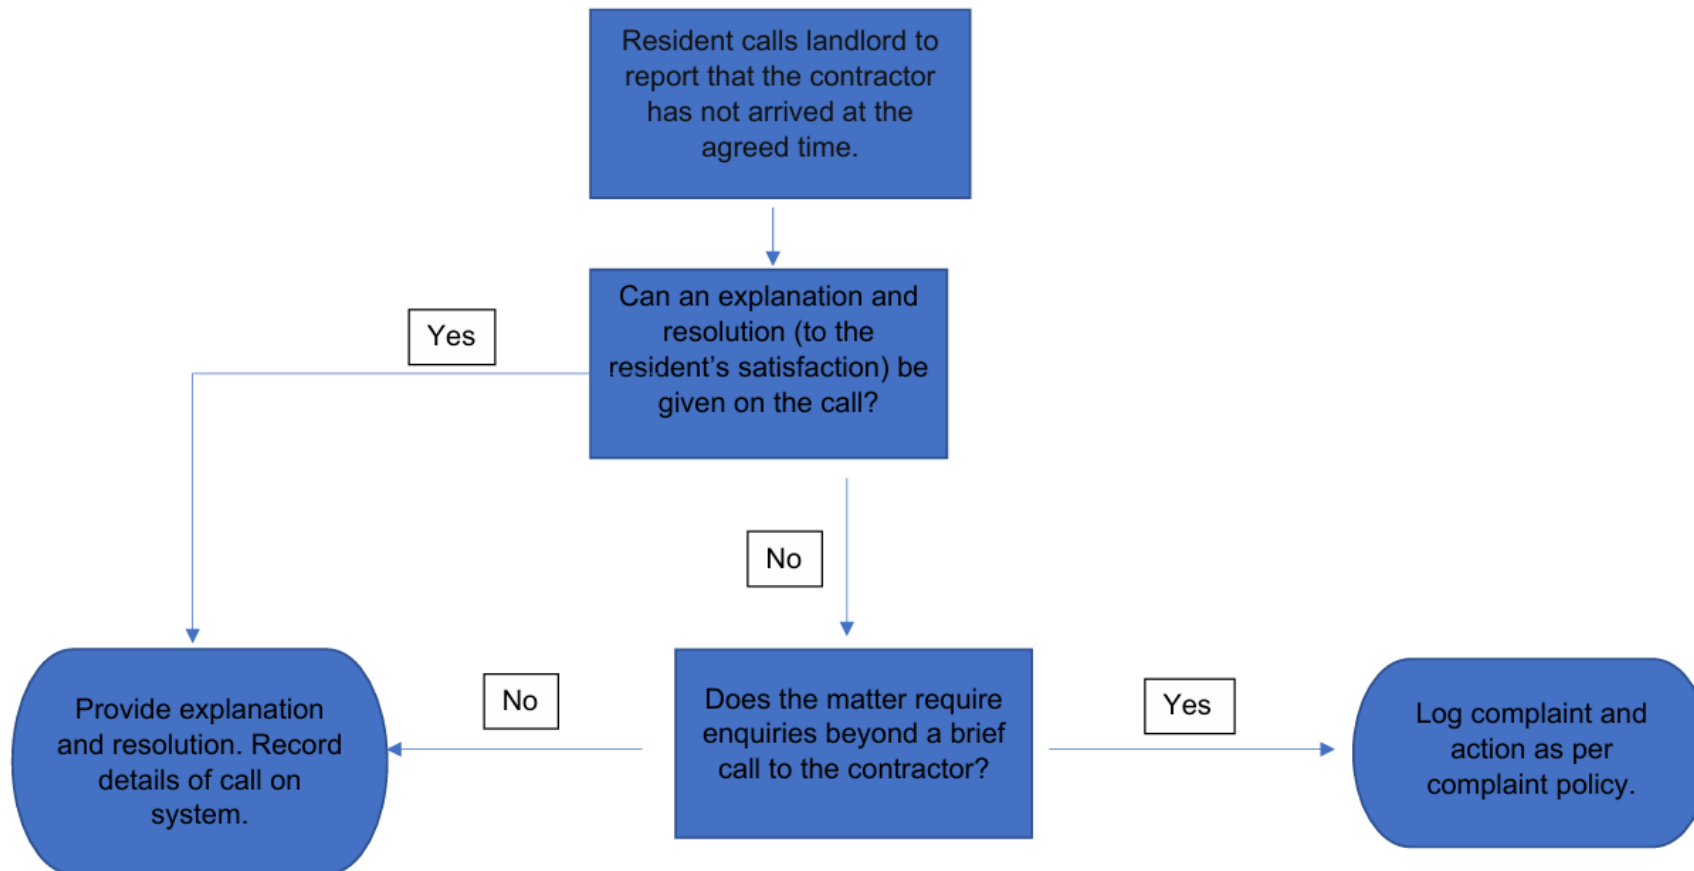 Resident calls landlord to
report that the contractor
has not arrived at the
agreed time.
Can an explanation and
resolution (to the
resident’s satisfaction) be
given on the call?
Yes
No
Does the matter require
enquiries beyond a brief
call to the contractor?
No
Provide explanation
and resolution. Record
details of call on
system.
Yes
Log complaint and
action as per
complaint policy.